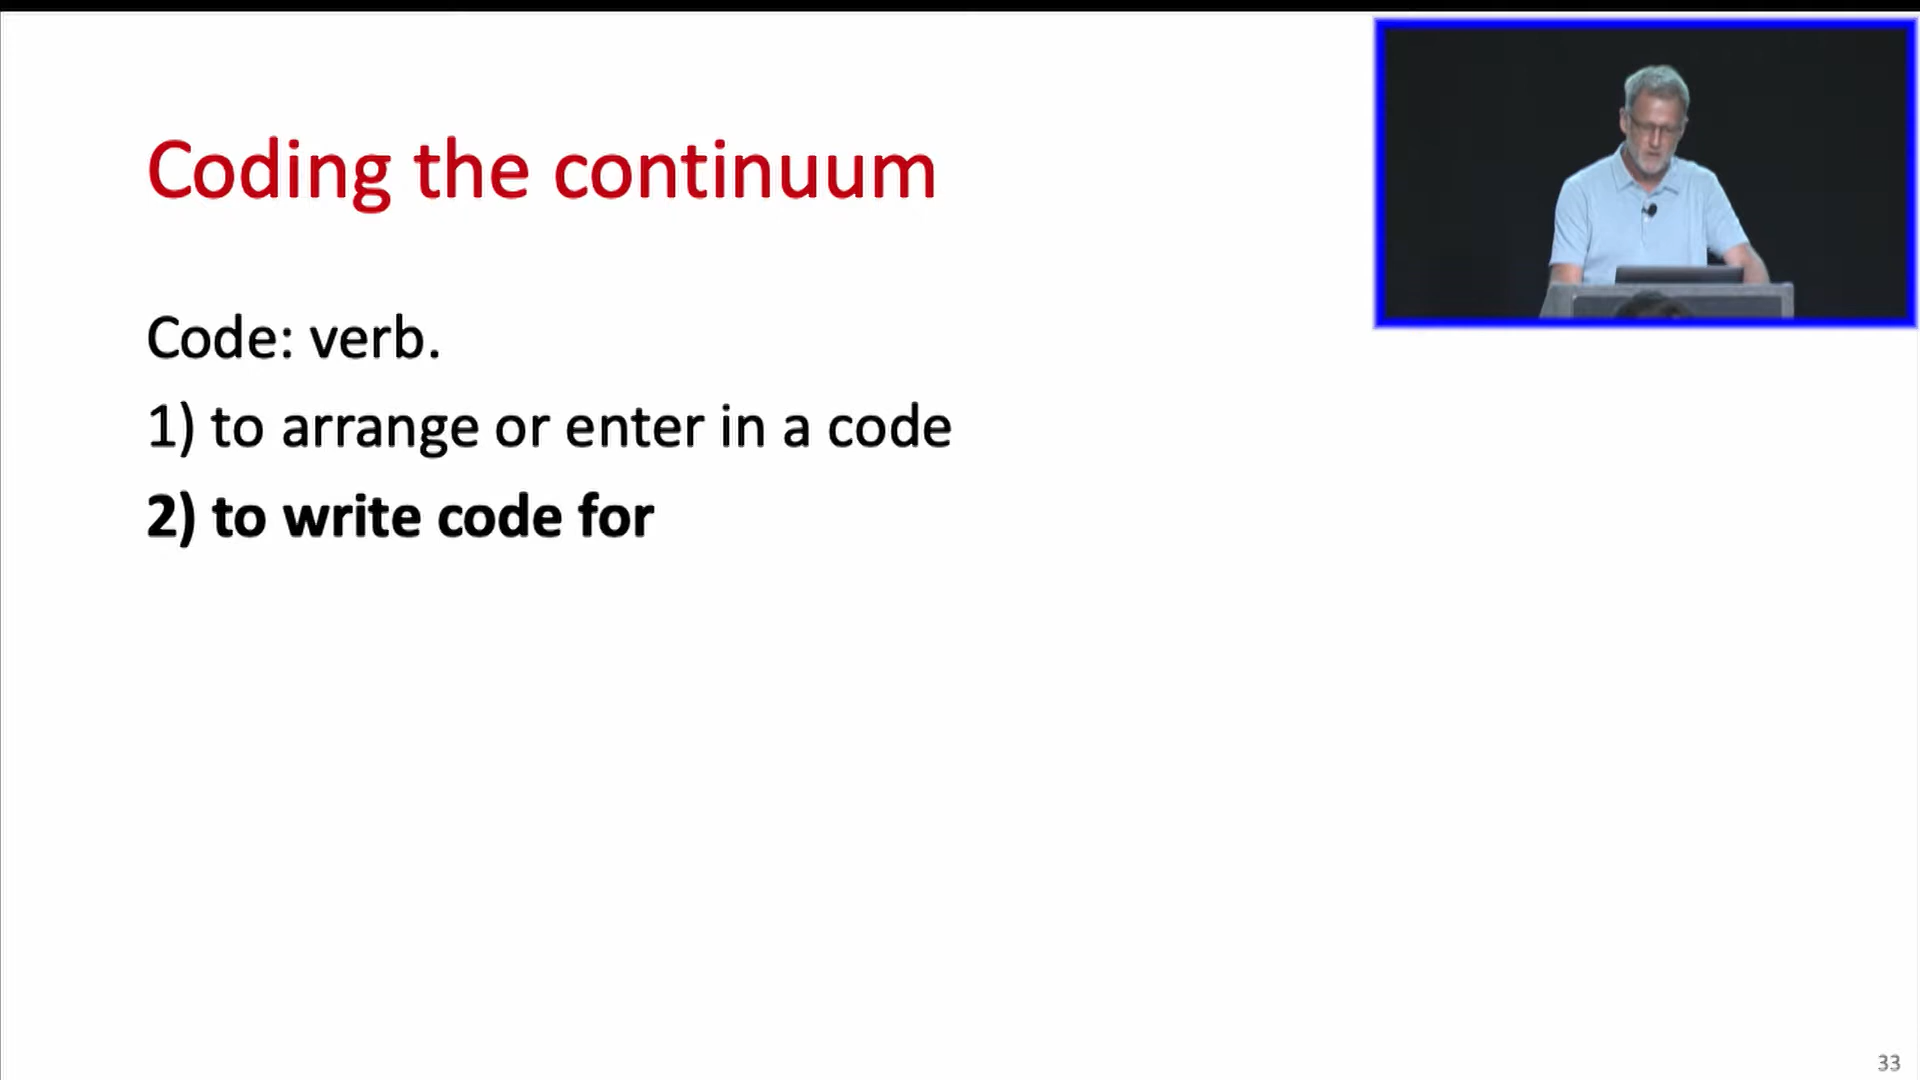 Coding the continuum
Code: verb.
1) to arrange or enter in a code
2) to write code for
33